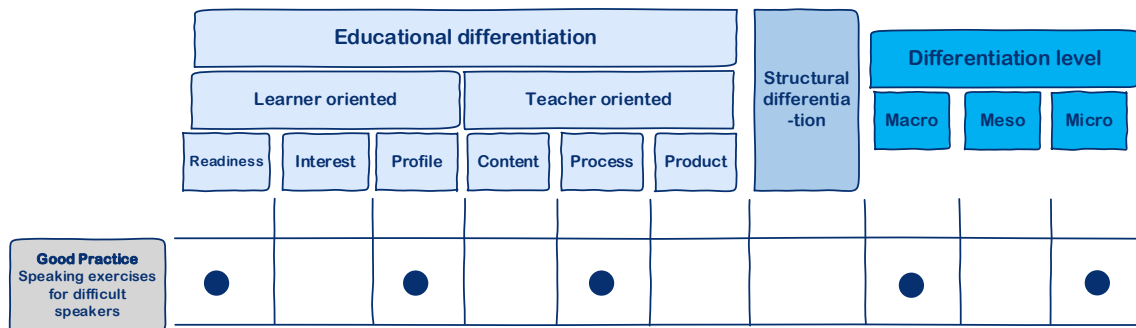 Educational differentiation
Learner oriented
Teacher oriented
Readiness
Interest
Profile
Content
Process
Product
Structural
differentia
-tion
Differentiation level
Macro
Meso
Micro
Good Practice
Speaking exercises
for difficult
speakers